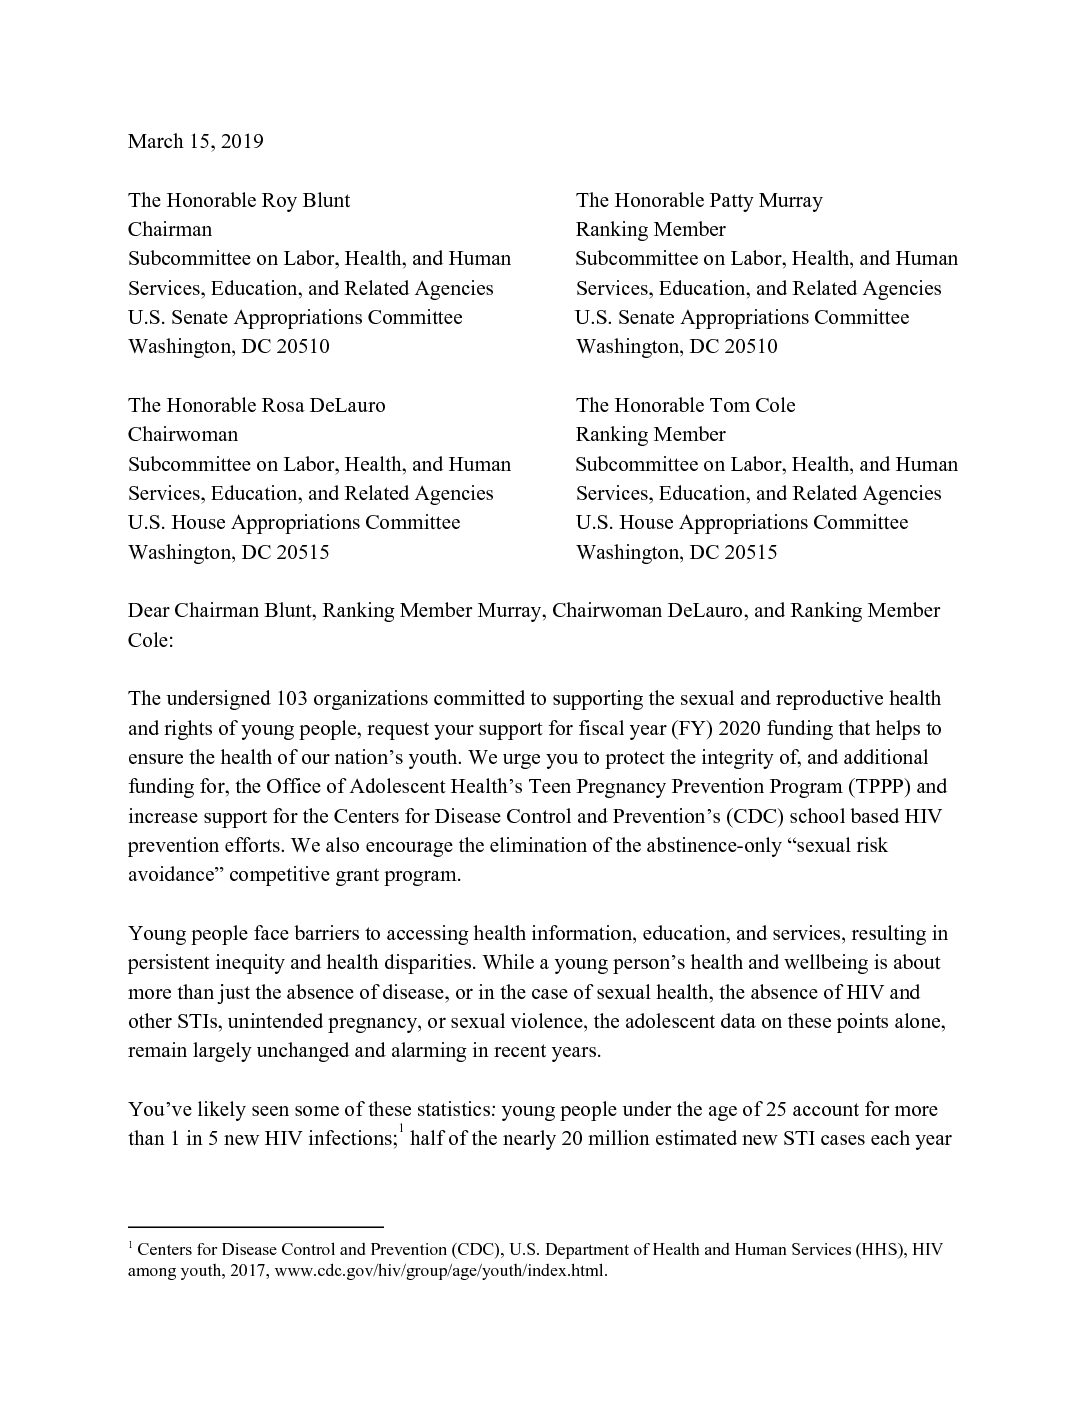 March 15, 2019
The Honorable Roy Blunt
Chairman
Subcommittee on Labor, Health, and Human
Services, Education, and Related Agencies
U.S. Senate Appropriations Committee
Washington, DC 20510
The Honorable Patty Murray
Ranking Member
Subcommittee on Labor, Health, and Human
Services, Education, and Related Agencies
U.S. Senate Appropriations Committee
Washington, DC 20510
The Honorable Rosa DeLauro
Chairwoman
Subcommittee on Labor, Health, and Human
Services, Education, and Related Agencies
U.S. House Appropriations Committee
Washington, DC 20515
The Honorable Tom Cole
Ranking Member
Subcommittee on Labor, Health, and Human
Services, Education, and Related Agencies
U.S. House Appropriations Committee
Washington, DC 20515
Dear Chairman Blunt, Ranking Member Murray, Chairwoman DeLauro, and Ranking Member
Cole:
The undersigned 103 organizations committed to supporting the sexual and reproductive health
and rights of young people, request your support for fiscal year (FY) 2020 funding that helps to
ensure the health of our nation’s youth. We urge you to protect the integrity of, and additional
funding for, the Office of Adolescent Health’s Teen Pregnancy Prevention Program (TPPP) and
increase support for the Centers for Disease Control and Prevention’s (CDC) school based HIV
prevention efforts. We also encourage the elimination of the abstinence-only “sexual risk
avoidance” competitive grant program.
Young people face barriers to accessing health information, education, and services, resulting in
persistent inequity and health disparities. While a young person’s health and wellbeing is about
more than just the absence of disease, or in the case of sexual health, the absence of HIV and
other STIs, unintended pregnancy, or sexual violence, the adolescent data on these points alone,
remain largely unchanged and alarming in recent years.
You’ve likely seen some of these statistics: young people under the age of 25 account for more
than 1 in 5 new HIV infections;1 half of the nearly 20 million estimated new STI cases each year
1 Centers for Disease Control and Prevention (CDC), U.S. Department of Health and Human Services (HHS), HIV
among youth, 2017, www.cdc.gov/hiv/group/age/youth/index.html.